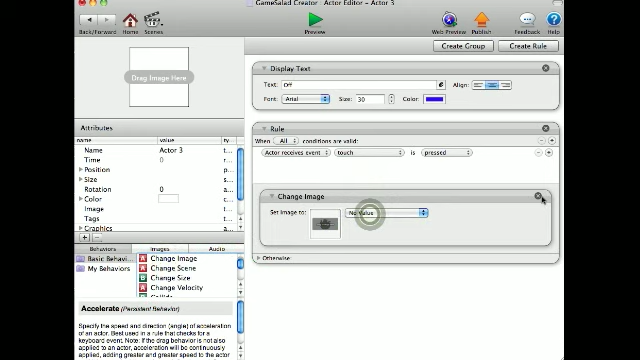 GameSalad Creator : Actor Editor - Actor 3
Back/Forward Home Scenes Preview Web Preview Publish Feedback Help
Create Group Create Rule
Drag Image Here
Display Text
Text: Off Align:
Font: Arial Size: 30 Color:
Attributes
name value ty
Name Actor 3 t...
Time 0 r...
Position
Size
Rotation 0 r...
Color
Image t...
Tags t...
Graphics
Rule
When All conditions are valid:
Actor receives event touch is pressed
Change Image
Set Image to: No Value
Otherwise:
Behaviors Images Audio
Basic Behavi...
My Behaviors
A Change Image
A Change Scene
B Change Size
A Change Velocity
B Collide
Accelerate (Persistent Behavior)
Specify the speed and direction (angle) of acceleration
of an actor. Best used in a rule that checks for a
keyboard event. Note: If the drag behavior is not also
applied to an actor, acceleration will be continuously
applied, adding greater and greater speed to the actor